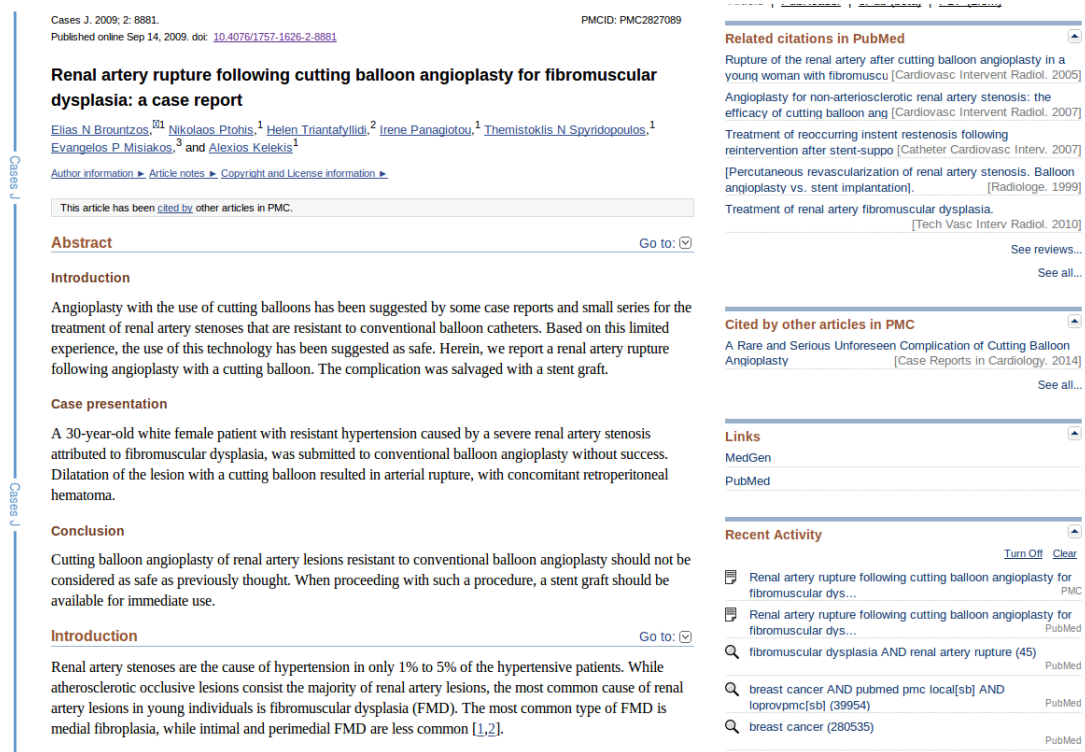 Cases J. 2009; 2: 8881.
PMCID: PMC2827089
Published online Sep 14, 2009. doi: 10.4076/1757-1626-2-8881
Renal artery rupture following cutting balloon angioplasty for fibromuscular
dysplasia: a case report
Elias N Brountzos,1 Nikolaos Ptohis,1 Helen Triantafyllidi,2 Irene Panagiotou,1 Themistoklis N Spyridopoulos,1
Evangelos P Misiakos,3 and Alexios Kelekis1
Author information ► Article notes ► Copyright and License information ►
This article has been cited by other articles in PMC.
Abstract
Go to:
Introduction
Angioplasty with the use of cutting balloons has been suggested by some case reports and small series for the
treatment of renal artery stenoses that are resistant to conventional balloon catheters. Based on this limited
experience, the use of this technology has been suggested as safe. Herein, we report a renal artery rupture
following angioplasty with a cutting balloon. The complication was salvaged with a stent graft.
Case presentation
A 30-year-old white female patient with resistant hypertension caused by a severe renal artery stenosis
attributed to fibromuscular dysplasia, was submitted to conventional balloon angioplasty without success.
Dilatation of the lesion with a cutting balloon resulted in arterial rupture, with concomitant retroperitoneal
hematoma.
Conclusion
Cutting balloon angioplasty of renal artery lesions resistant to conventional balloon angioplasty should not be
considered as safe as previously thought. When proceeding with such a procedure, a stent graft should be
available for immediate use.
Introduction
Go to:
Renal artery stenoses are the cause of hypertension in only 1% to 5% of the hypertensive patients. While
atherosclerotic occlusive lesions consist the majority of renal artery lesions, the most common cause of renal
artery lesions in young individuals is fibromuscular dysplasia (FMD). The most common type of FMD is
medial fibroplasia, while intimal and perimedial FMD are less common [1,2].
Cases J
Cases J
Related citations in PubMed
Rupture of the renal artery after cutting balloon angioplasty in a
young woman with fibromuscu [Cardiovasc Intervent Radiol. 2005]
Angioplasty for non-arteriosclerotic renal artery stenosis: the
efficacy of cutting balloon ang [Cardiovasc Intervent Radiol. 2007]
Treatment of reoccurring instent restenosis following
reintervention after stent-suppo [Catheter Cardiovasc Interv. 2007]
[Percutaneous revascularization of renal artery stenosis. Balloon
angioplasty vs. stent implantation]. [Radiologe. 1999]
Treatment of renal artery fibromuscular dysplasia.
[Tech Vasc Interv Radiol. 2010]
See reviews...
See all...
Cited by other articles in PMC
A Rare and Serious Unforeseen Complication of Cutting Balloon
Angioplasty [Case Reports in Cardiology. 2014]
See all...
Links
MedGen
PubMed
Recent Activity
Turn Off Clear
Renal artery rupture following cutting balloon angioplasty for
fibromuscular dys...
PMC
Renal artery rupture following cutting balloon angioplasty for
fibromuscular dys...
PubMed
fibromuscular dysplasia AND renal artery rupture (45)
PubMed
breast cancer AND pubmed pmc local[sb] AND
loprovpmc[sb] (39954)
PubMed
breast cancer (280535)
PubMed